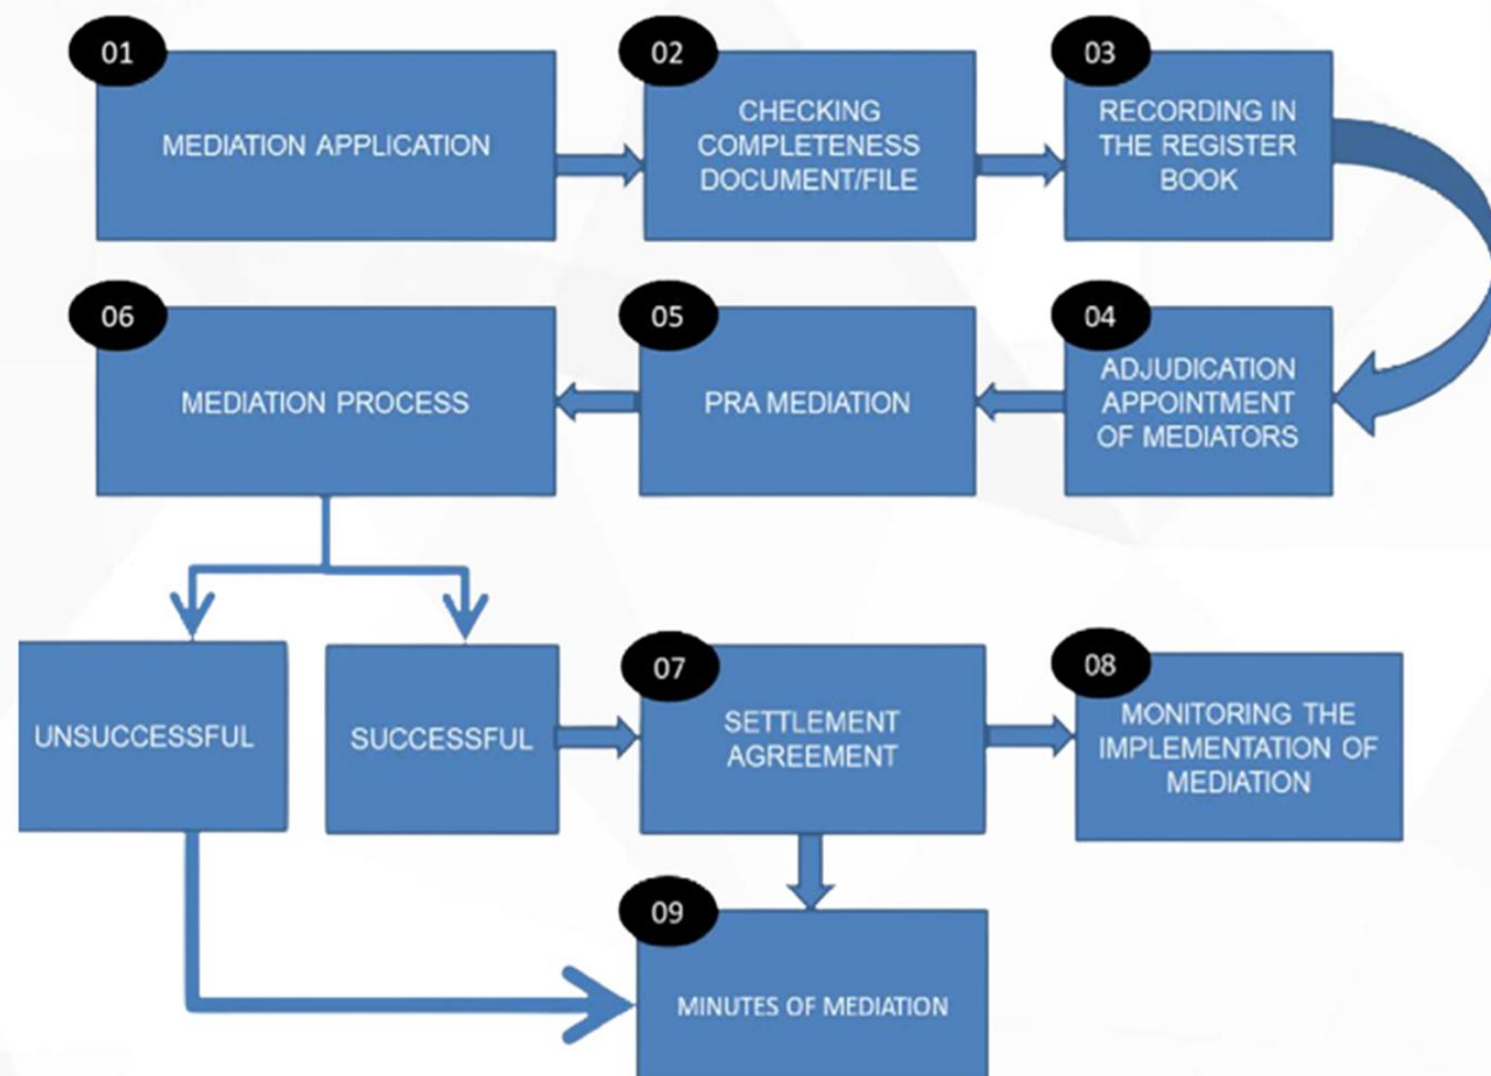 01
MEDIATION APPLICATION
02
CHECKING
COMPLETENESS
DOCUMENT/FILE
03
RECORDING IN
THE REGISTER
BOOK
04
ADJUDICATION
APPOINTMENT
OF MEDIATORS
05
PRA MEDIATION
06
MEDIATION PROCESS
UNSUCCESSFUL
SUCCESSFUL
07
SETTLEMENT
AGREEMENT
08
MONITORING THE
IMPLEMENTATION OF
MEDIATION
09
MINUTES OF MEDIATION